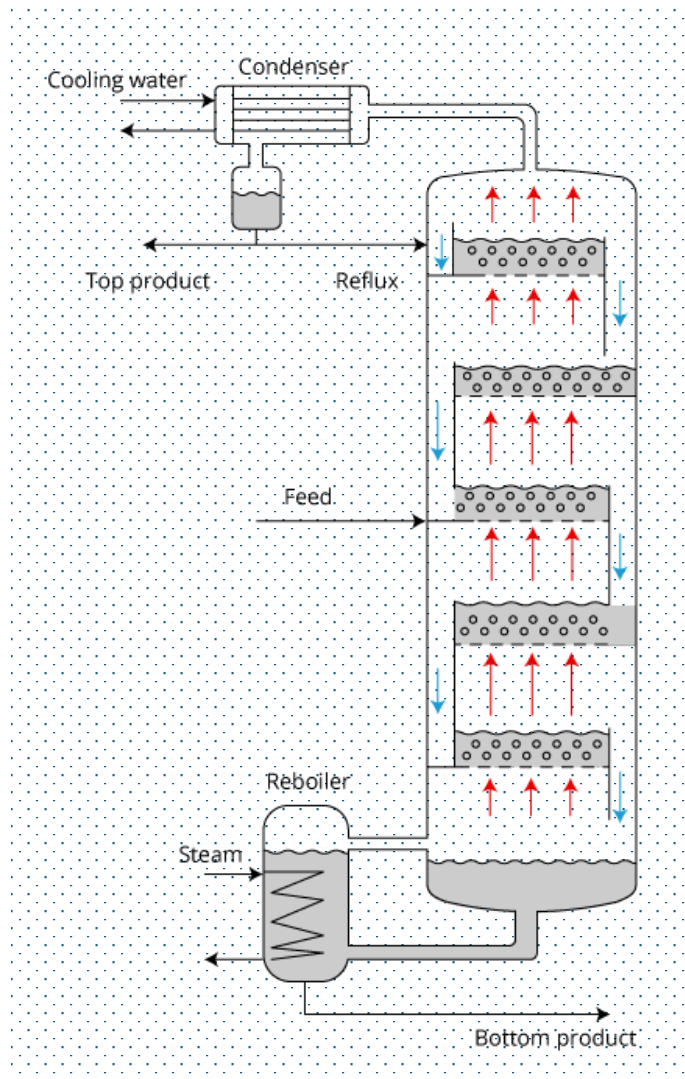 Condenser
Cooling water
Top product
Reflux
Feed
Reboiler
Steam
Bottom product